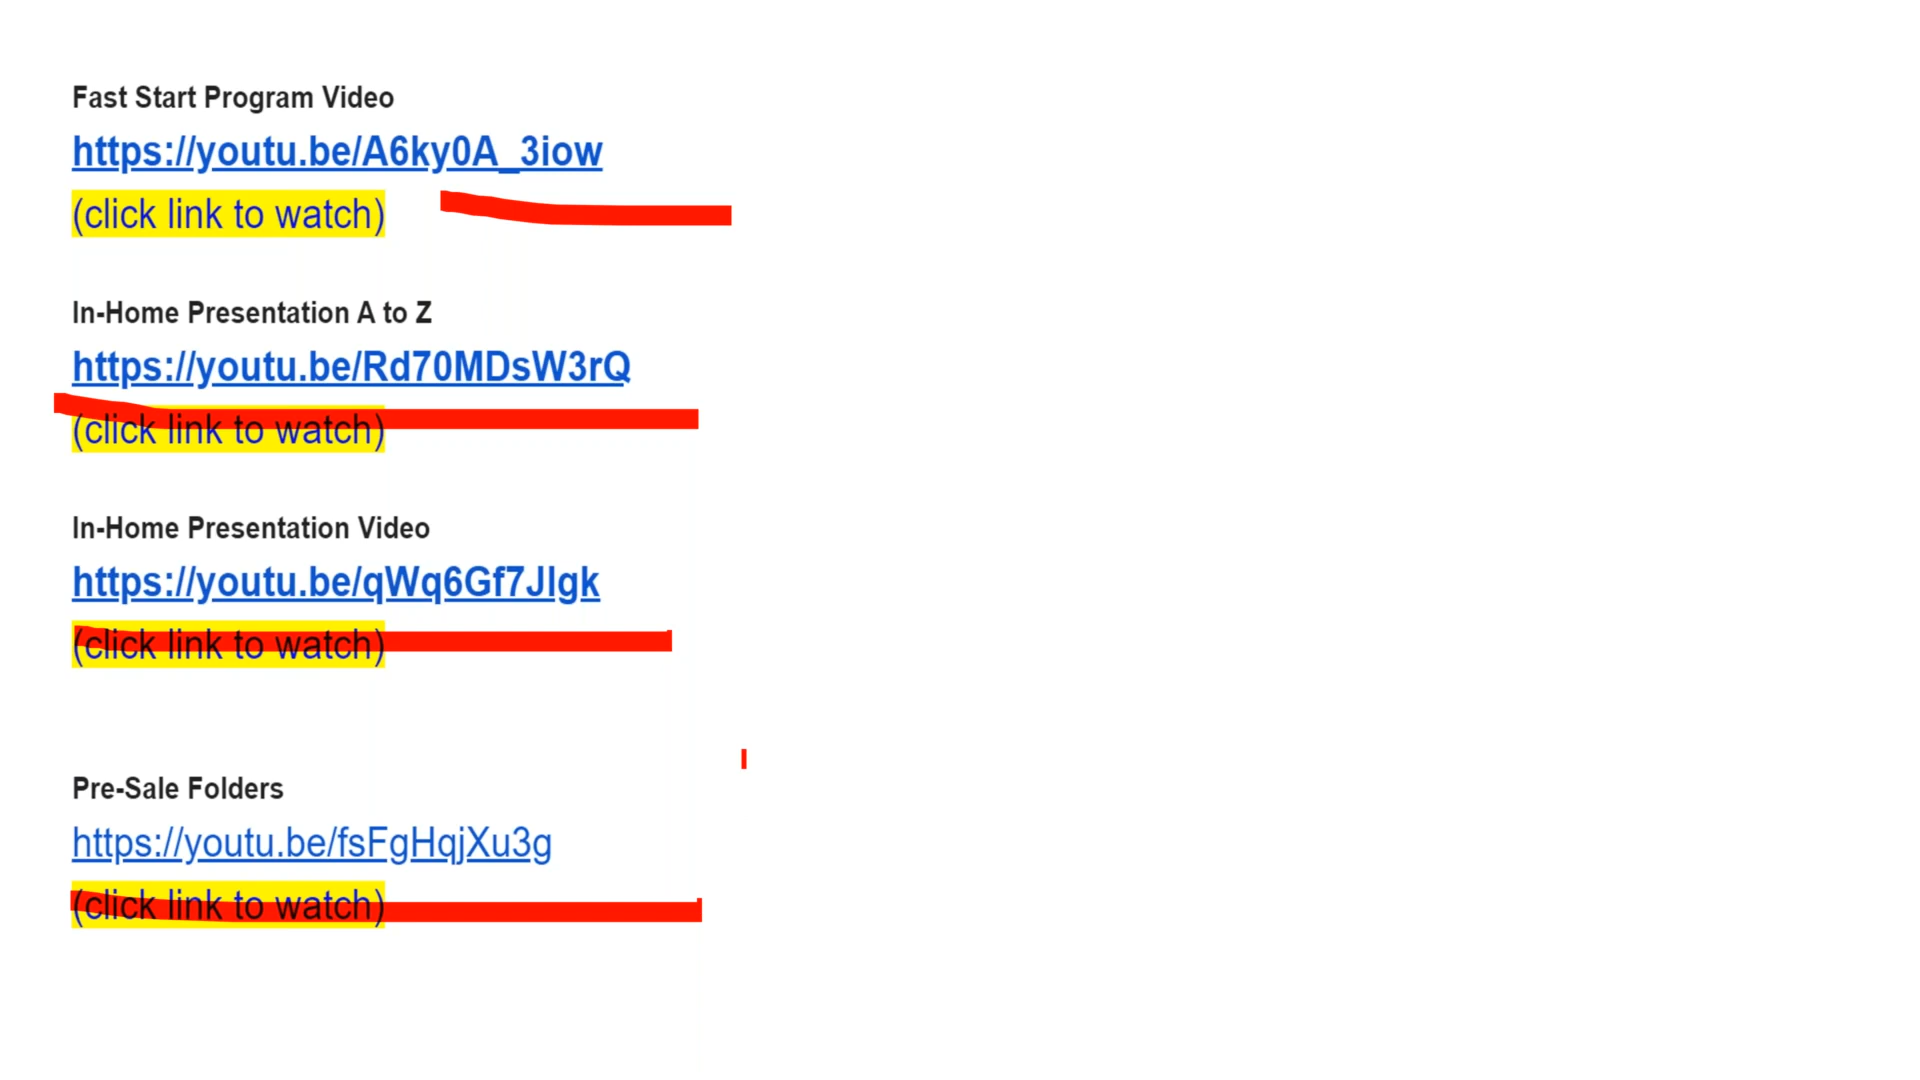 Fast Start Program Video
https://youtu.be/A6ky0A_3iow
(click link to watch)
In-Home Presentation A to Z
https://youtu.be/Rd70MDsW3rQ
(click link to watch)
In-Home Presentation Video
https://youtu.be/qWq6Gf7JIgk
(click link to watch)
Pre-Sale Folders
https://youtu.be/fsFgHqjXu3g
(click link to watch)